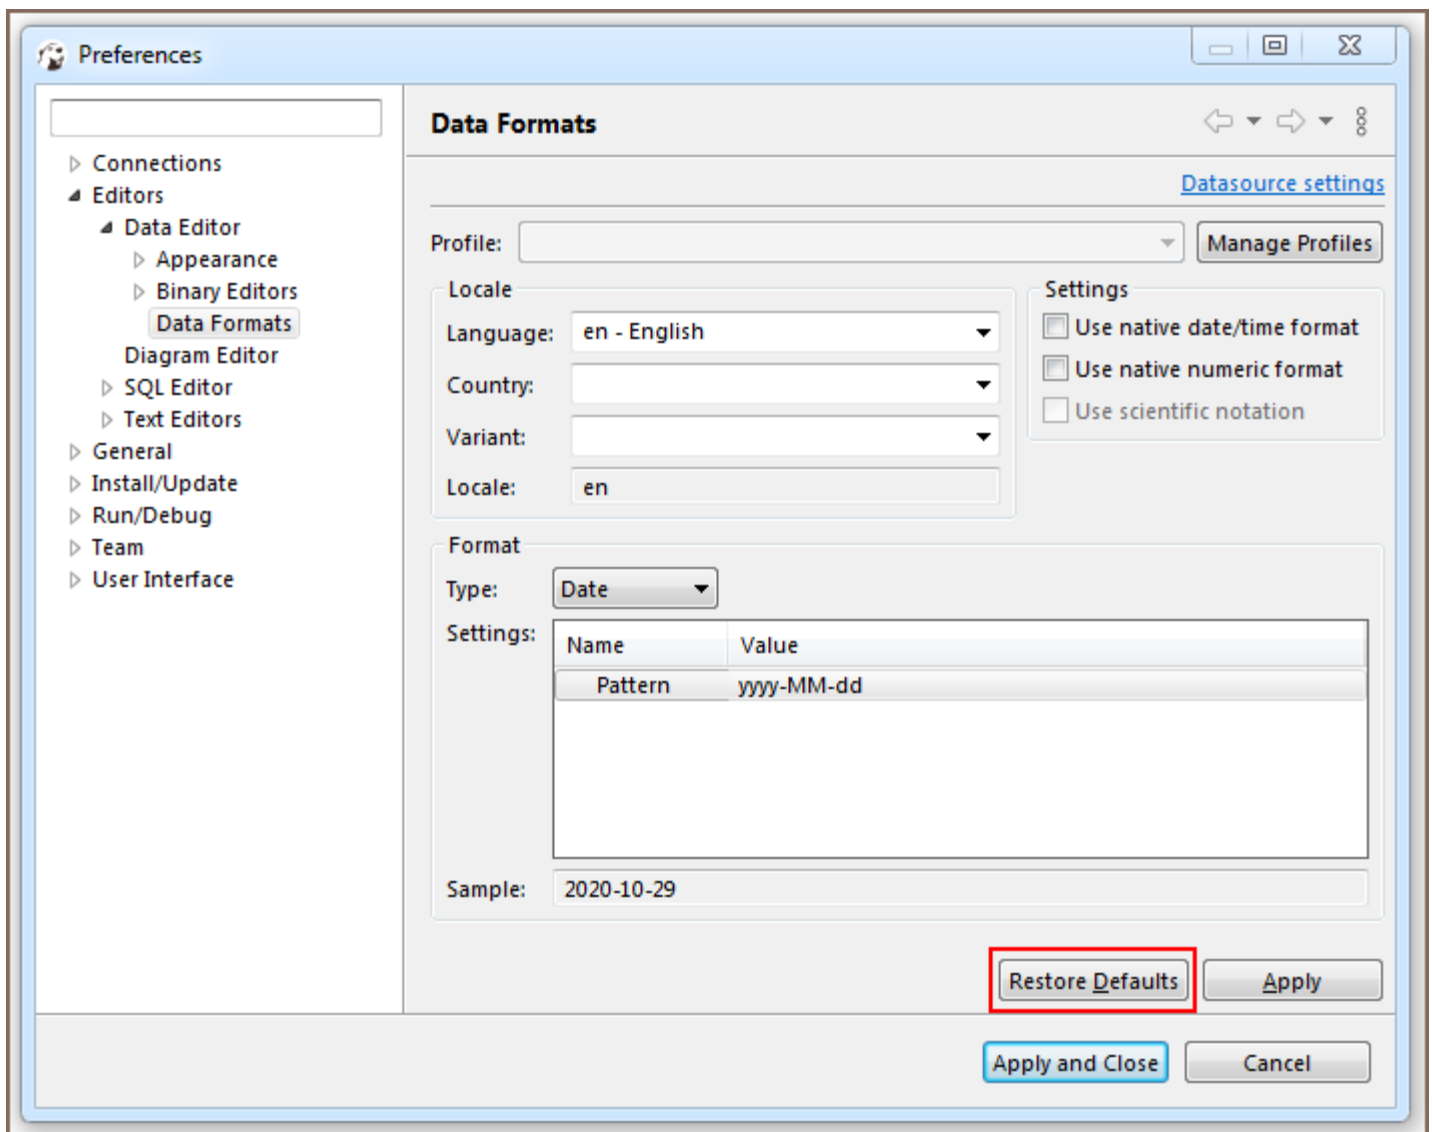 Preferences
Connections
Editors
Data Editor
Appearance
Binary Editors
Data Formats
Diagram Editor
SQL Editor
Text Editors
General
Install/Update
Run/Debug
Team
User Interface
Data Formats
Datasource settings
Profile:
Manage Profiles
Locale
Language: en - English
Country:
Variant:
Locale: en
Settings
Use native date/time format
Use native numeric format
Use scientific notation
Format
Type: Date
Settings:
Name Value
Pattern yyyy-MM-dd
Sample: 2020-10-29
Restore Defaults Apply
Apply and Close Cancel